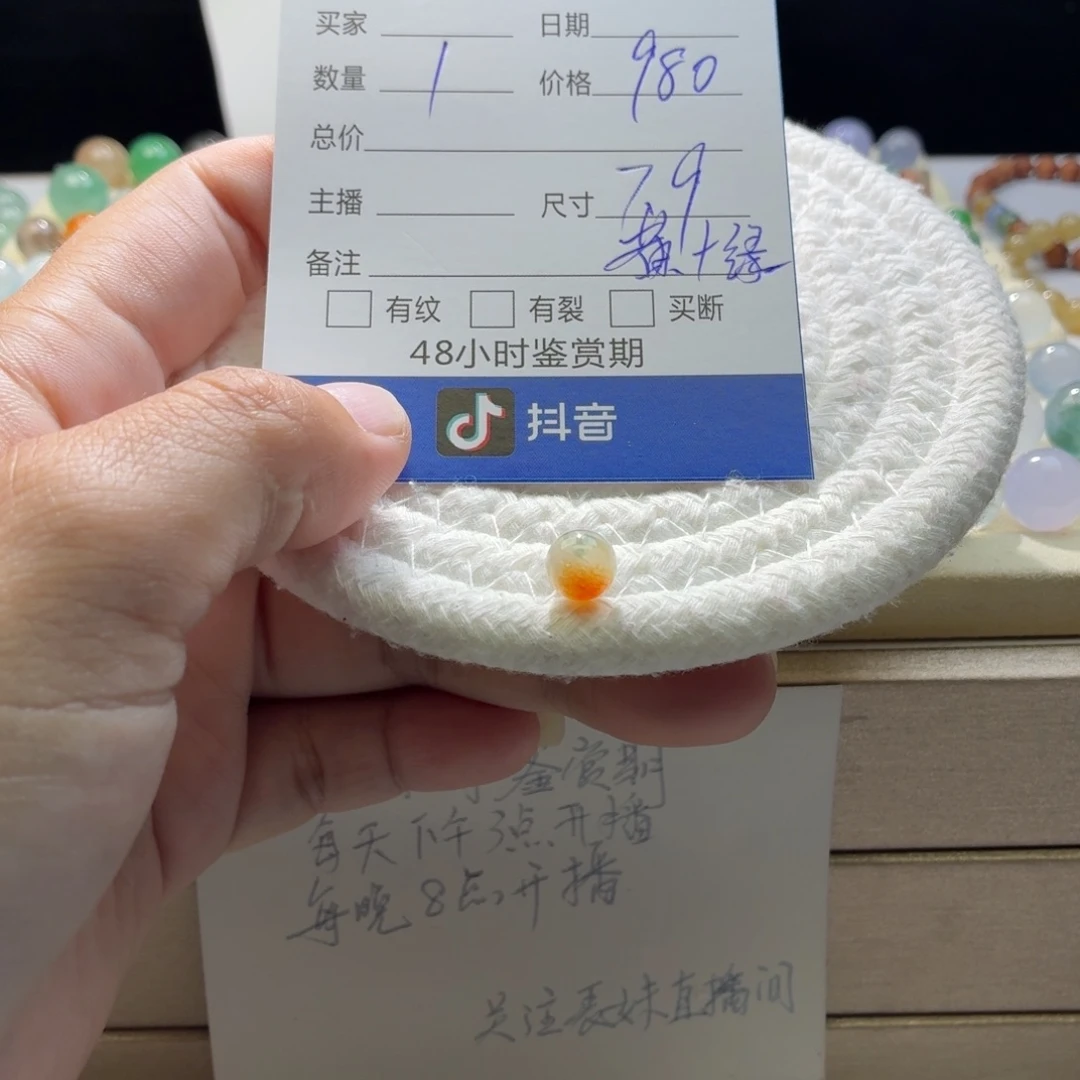 买家 日期
数量 1 价格 980
总价
主播 尺寸 7.9
备注 黄+绿
有纹 有裂 买断
48小时鉴赏期
抖音
鉴赏期
每天下午3点开播
每晚8点开播
关注表妹直播间